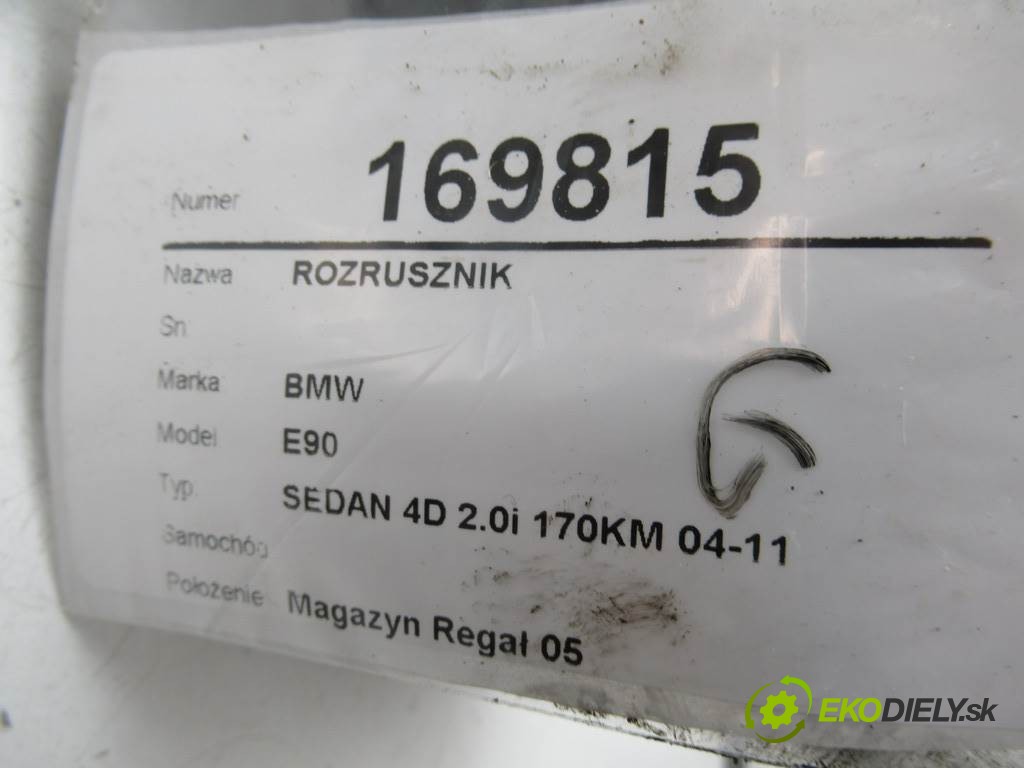 Numer 169815
Nazwa ROZRUSZNIK
Sn
Marka BMW
Model E90
Typ SEDAN 4D 2.0i 170KM 04-11
Samochód
Położenie Magazyn Regał 05
G
EKODIELY.sk